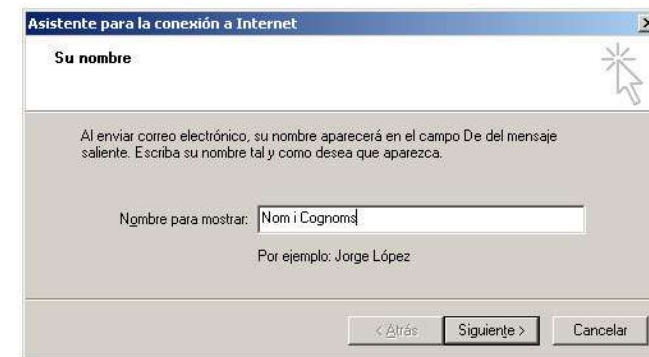 Asistente para la conexión a Internet
Su nombre
Al enviar correo electrónico, su nombre aparecerá en el campo De del mensaje
saliente. Escriba su nombre tal y como desea que aparezca.
Nombre para mostrar: Nom i Cognoms
Por ejemplo: Jorge López
< Atrás Siguiente > Cancelar